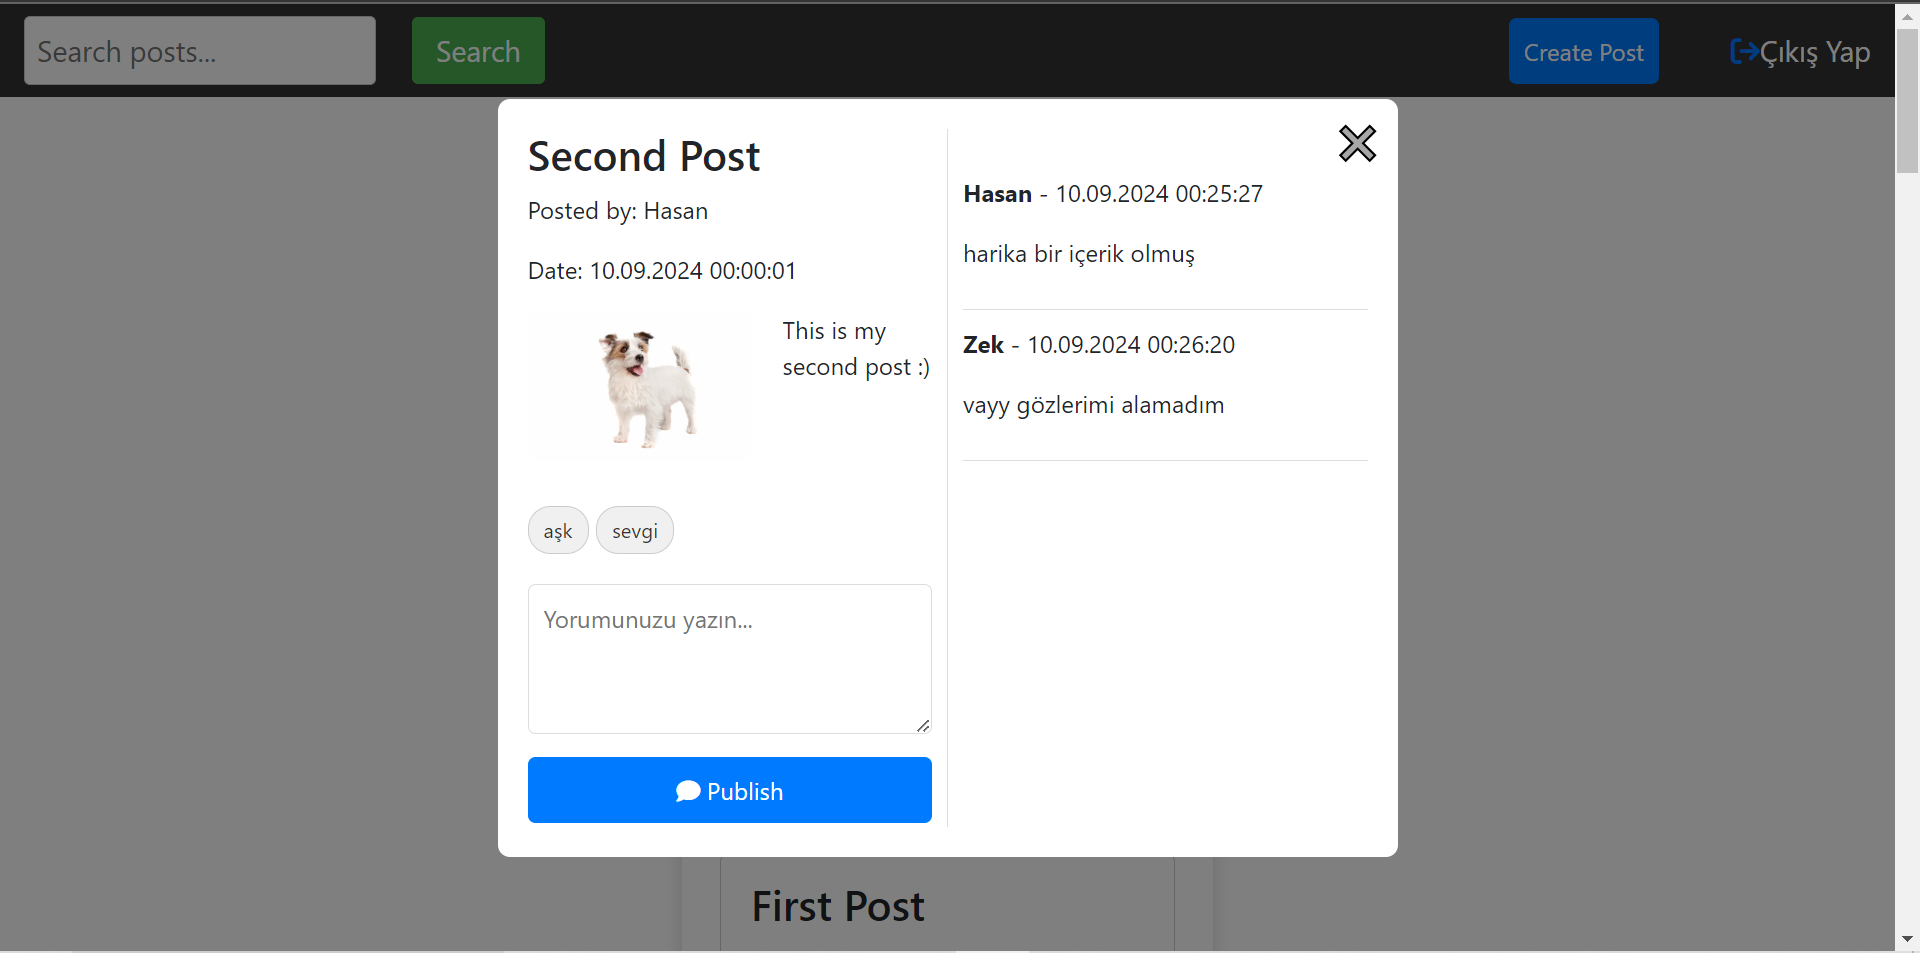 Search posts...
Search
Create Post
Çıkış Yap
Second Post
Posted by: Hasan
Date: 10.09.2024 00:00:01
This is my
second post :)
aşk
sevgi
Yorumunuzu yazın...
Publish
Hasan - 10.09.2024 00:25:27
harika bir içerik olmuş
Zek - 10.09.2024 00:26:20
vayy gözlerimi alamadım
First Post